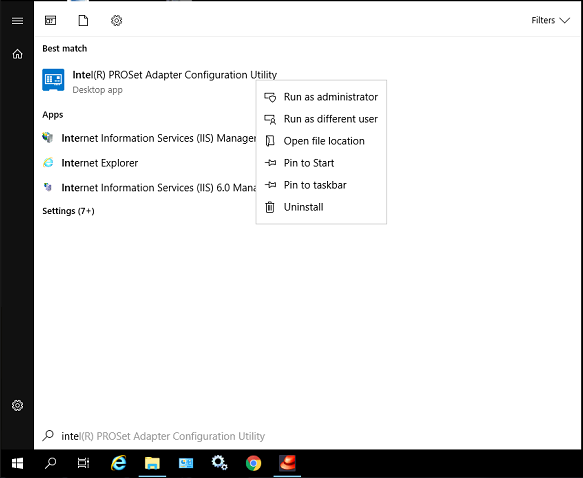 Filters
Best match
Intel(R) PROSet Adapter Configuration Utility
Desktop app
Run as administrator
Run as different user
Open file location
Pin to Start
Pin to taskbar
Uninstall
Apps
Internet Information Services (IIS) Manager
Internet Explorer
Internet Information Services (IIS) 6.0 Mana
Settings (7+)
intel(R) PROSet Adapter Configuration Utility